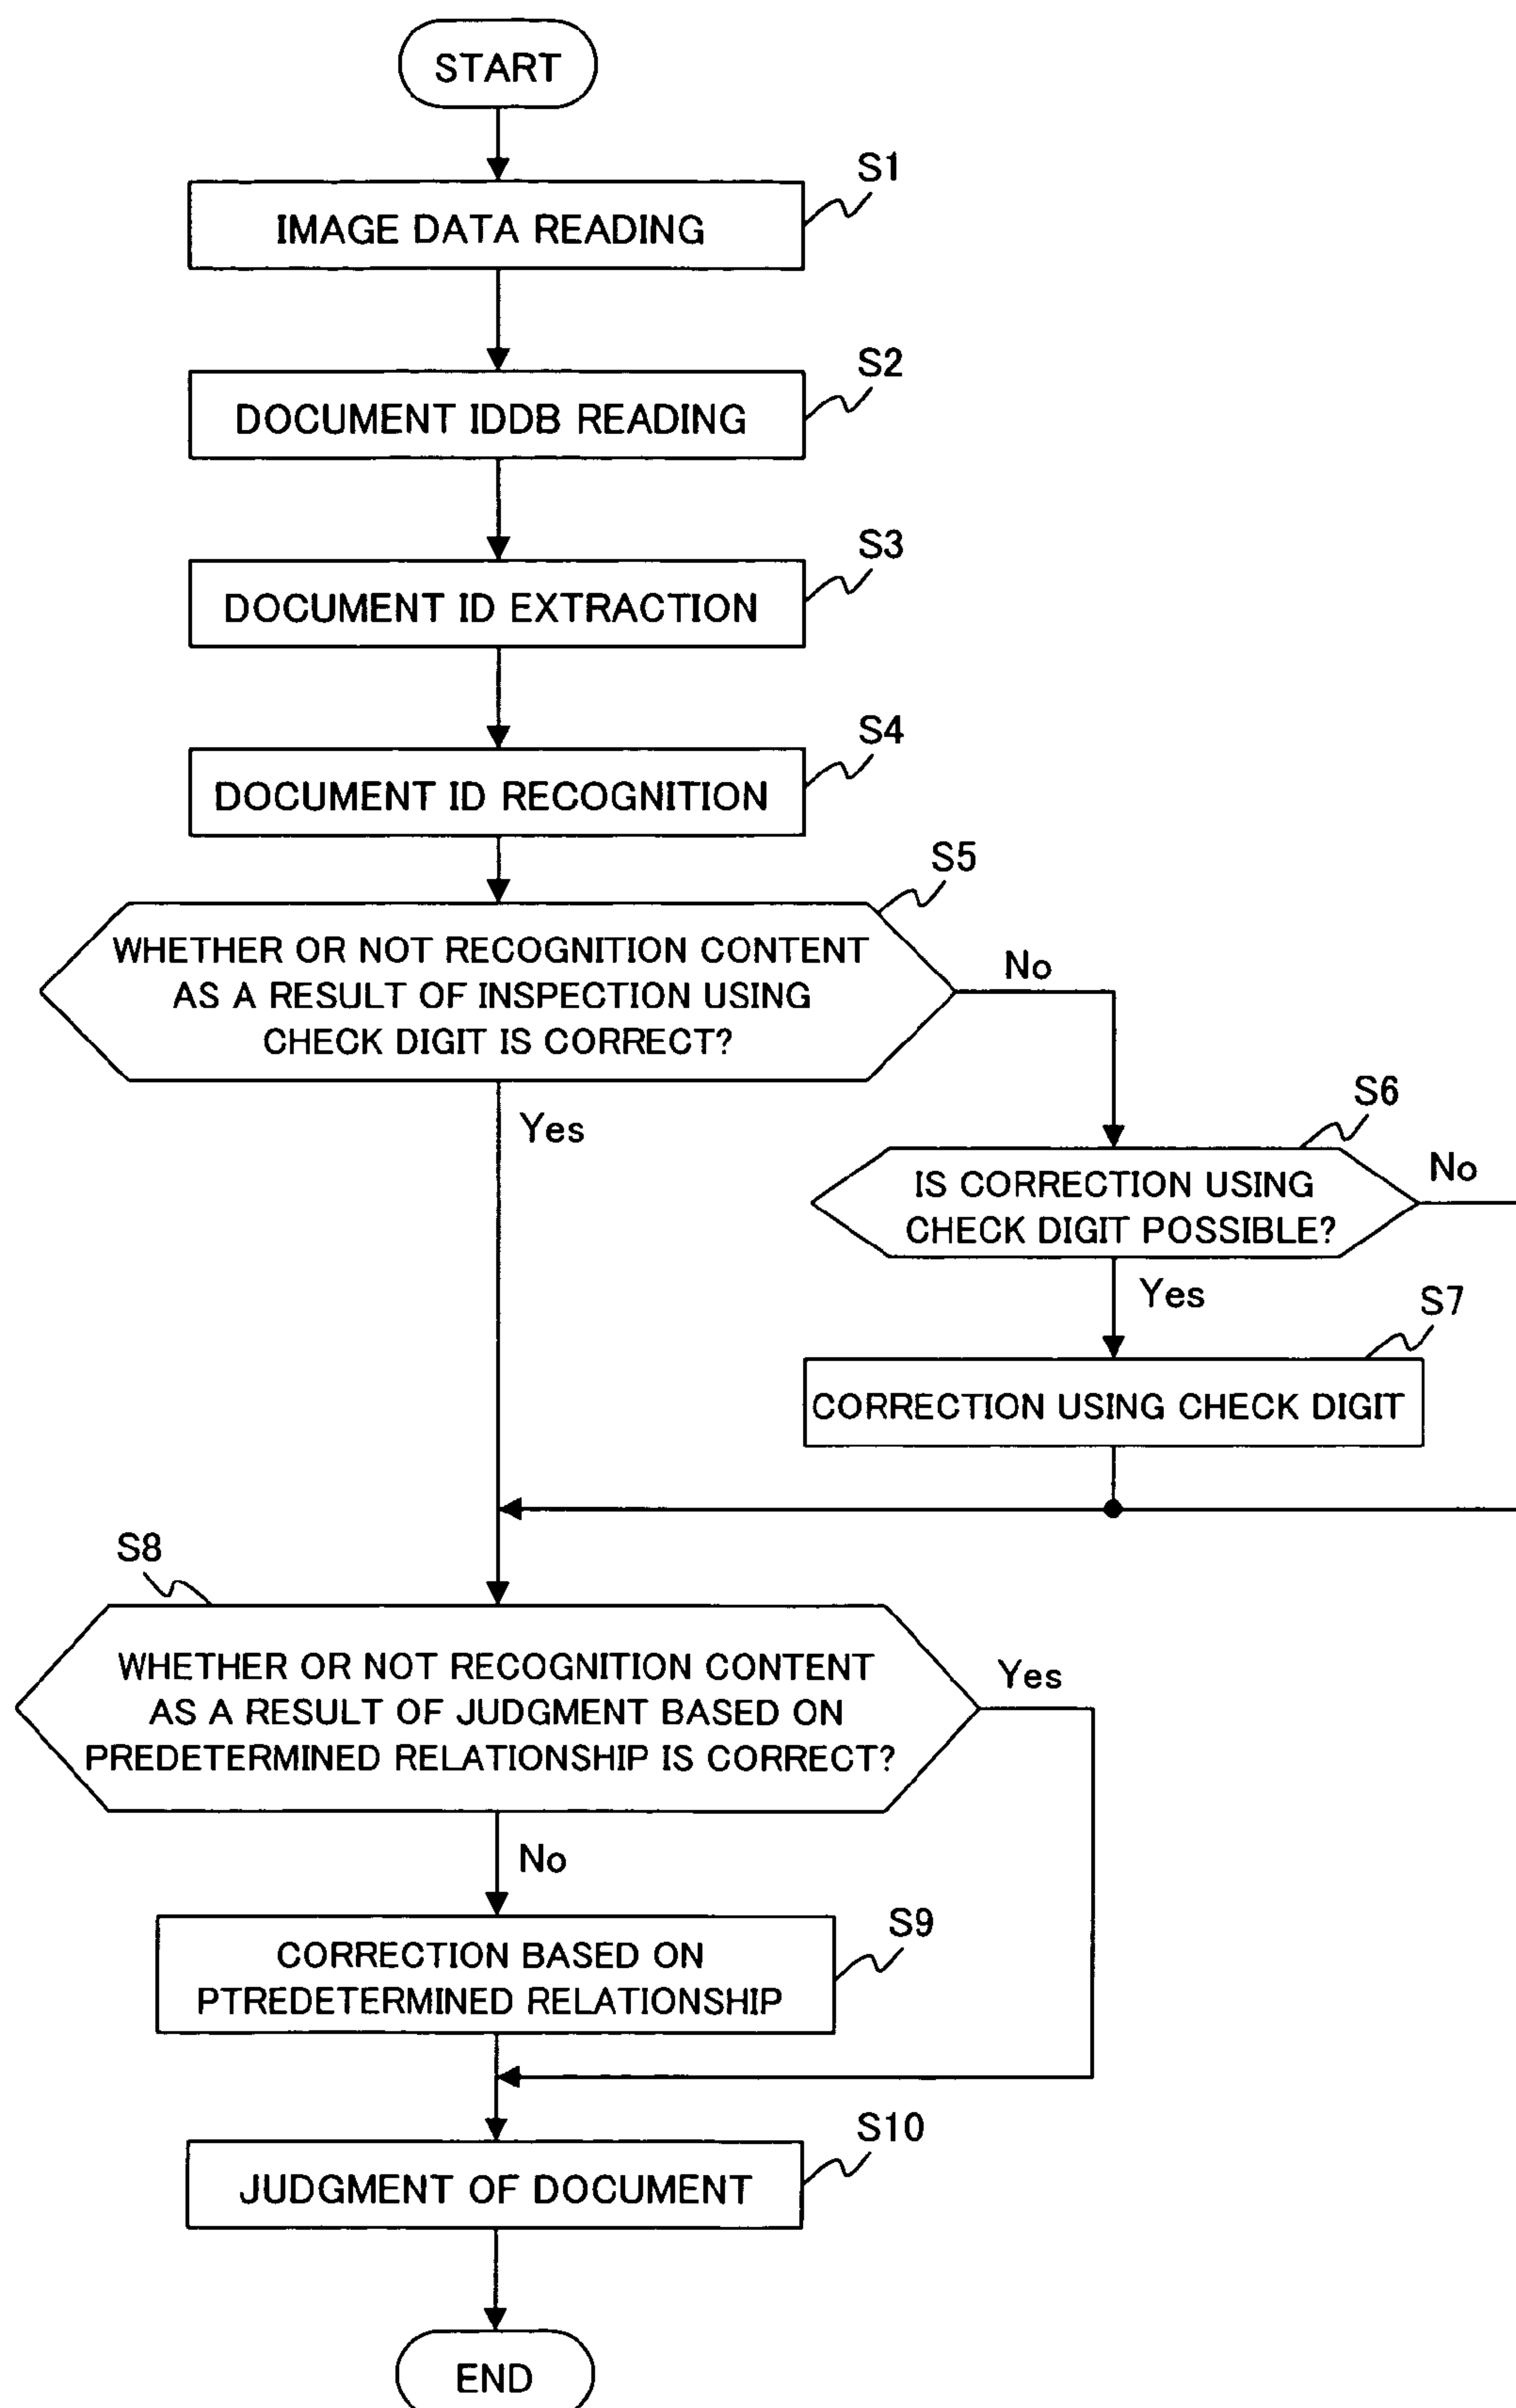 START
S1
IMAGE DATA READING
S2
DOCUMENT IDDB READING
S3
DOCUMENT ID EXTRACTION
S4
DOCUMENT ID RECOGNITION
S5
WHETHER OR NOT RECOGNITION CONTENT
AS A RESULT OF INSPECTION USING
CHECK DIGIT IS CORRECT?
No
Yes
S6
IS CORRECTION USING
CHECK DIGIT POSSIBLE?
No
Yes
S7
CORRECTION USING CHECK DIGIT
S8
WHETHER OR NOT RECOGNITION CONTENT
AS A RESULT OF JUDGMENT BASED ON
PREDETERMINED RELATIONSHIP IS CORRECT?
Yes
No
S9
CORRECTION BASED ON
PTREDETERMINED RELATIONSHIP
S10
JUDGMENT OF DOCUMENT
END